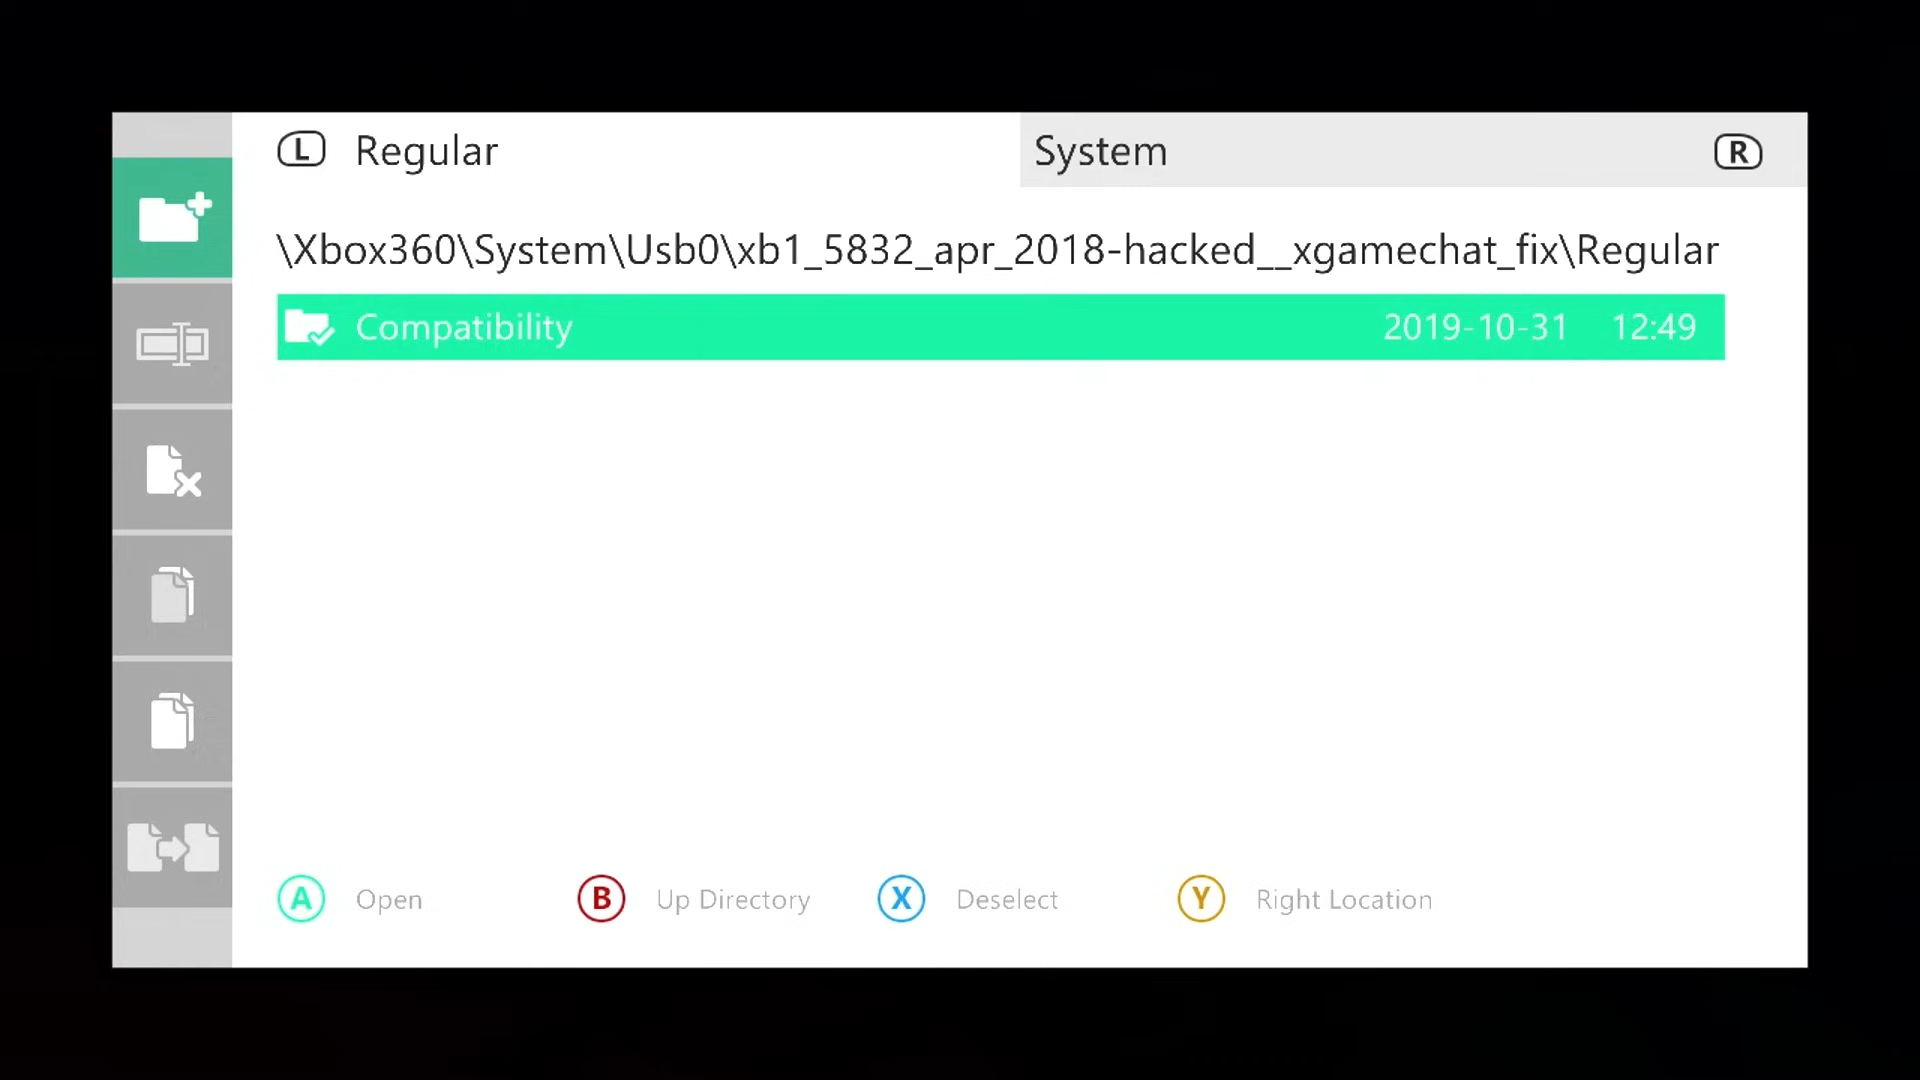 L Regular System R
\Xbox360\System\Usb0\xb1_5832_apr_2018-hacked__xgamechat_fix\Regular
Compatibility 2019-10-31 12:49
A Open B Up Directory X Deselect Y Right Location